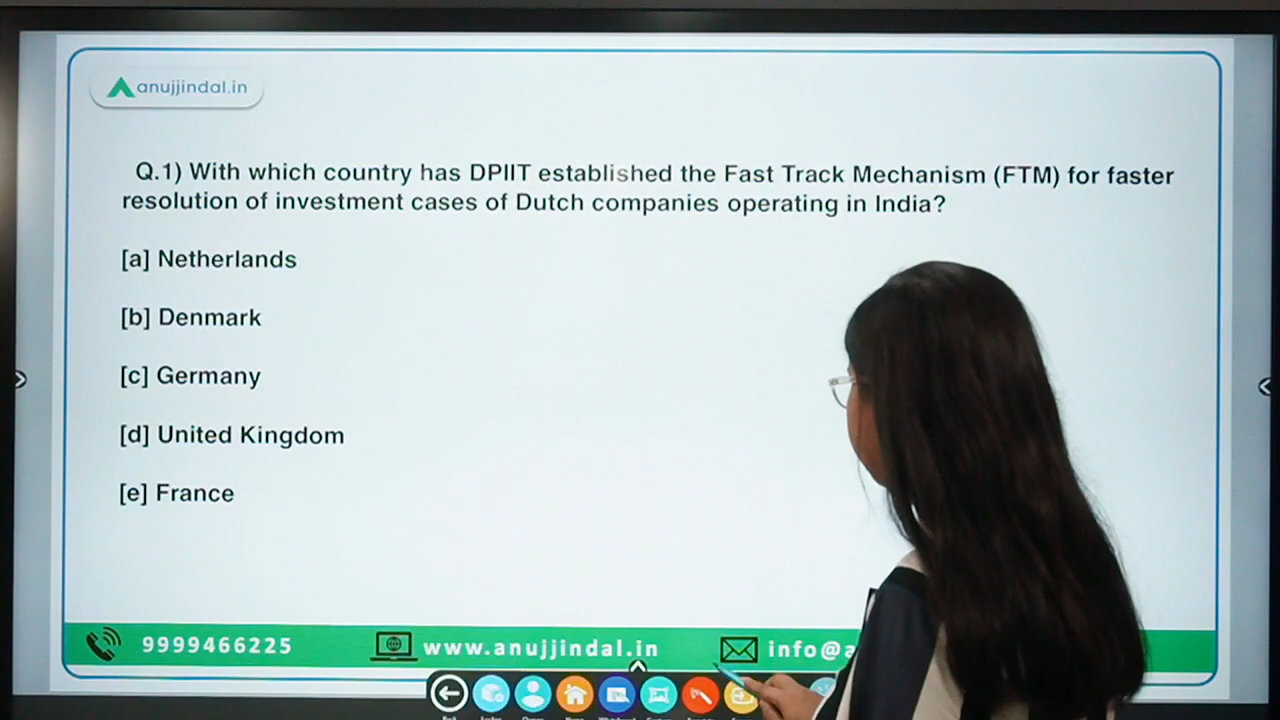 anujjindal.in
Q.1) With which country has DPIIT established the Fast Track Mechanism (FTM) for faster
resolution of investment cases of Dutch companies operating in India?
[a] Netherlands
[b] Denmark
[c] Germany
[d] United Kingdom
[e] France
9999466225
www.anujjindal.in
info@a